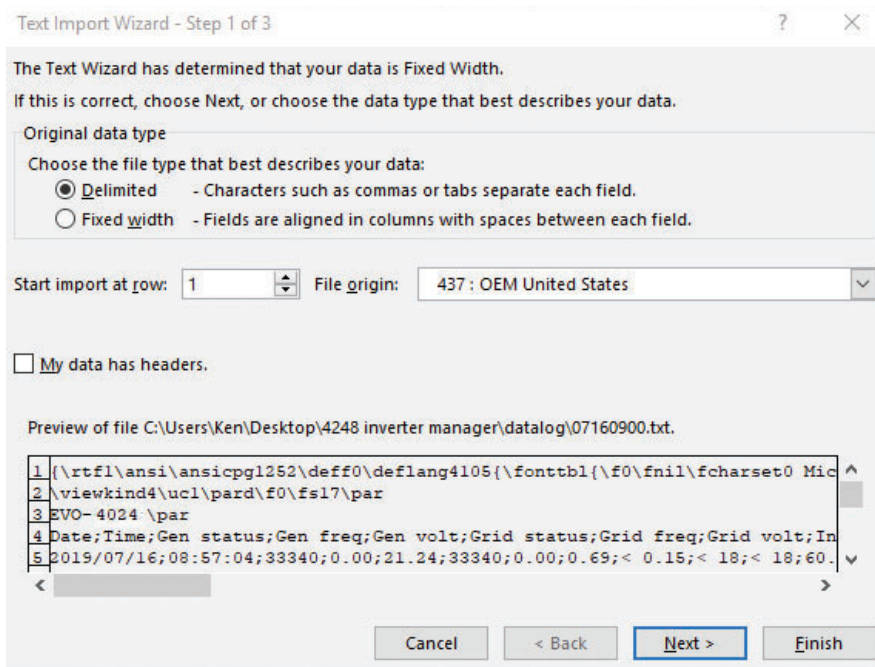 Text Import Wizard - Step 1 of 3 ?
The Text Wizard has determined that your data is Fixed Width.
If this is correct, choose Next, or choose the data type that best describes your data.
Original data type
Choose the file type that best describes your data:
Delimited - Characters such as commas or tabs separate each field.
Fixed width - Fields are aligned in columns with spaces between each field.
Start import at row: 1 File origin: 437 : OEM United States
My data has headers.
Preview of file C:\Users\Ken\Desktop\4248 inverter manager\datalog\07160900.txt.
1 {\rtf1\ansi\ansicpg1252\deff0\deflang4105{\fonttbl{\f0\fnil\fcharset0 Mic
2 \viewkind4\uc1\pard\f0\fs17\par
3 EVO-4024 \par
4 Date;Time;Gen status;Gen freq;Gen volt;Grid status;Grid freq;Grid volt;In
5 2019/07/16;08:57:04;33340;0.00;21.24;33340;0.00;0.69;< 0.15;< 18;< 18;60.
Cancel < Back Next > Finish